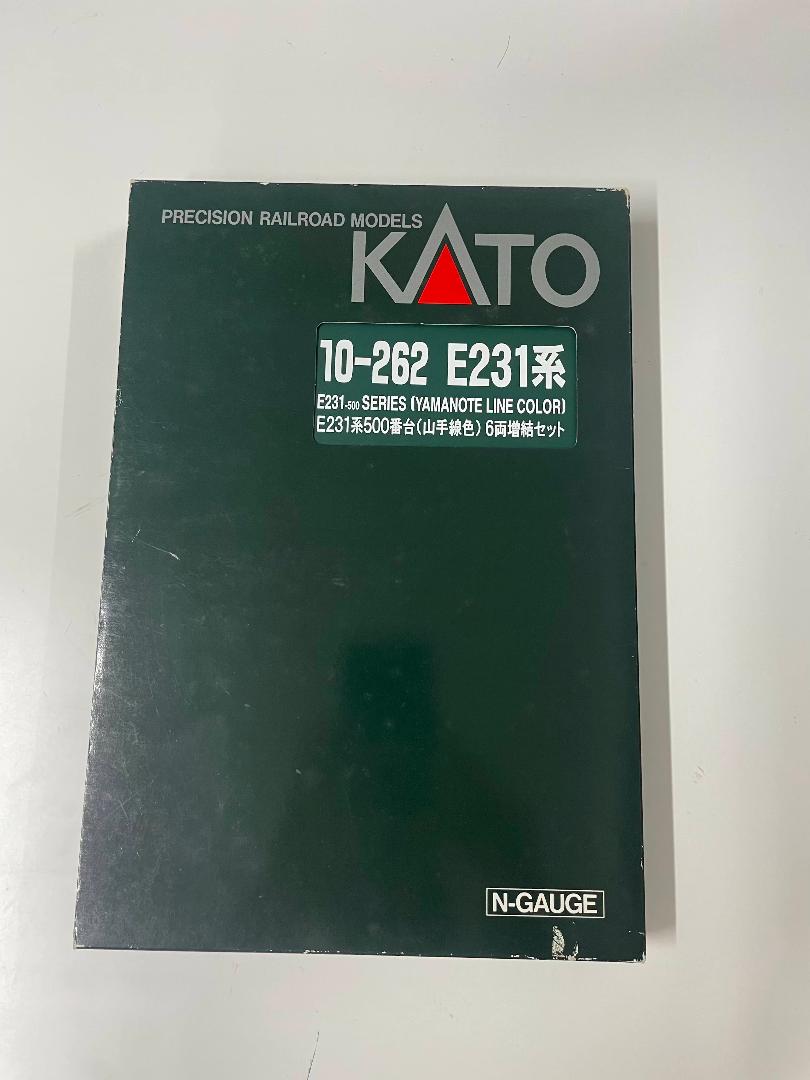 PRECISION RAILROAD MODELS
KATO
10-262 E231系
E231-500 SERIES (YAMANOTE LINE COLOR)
E231系500番台(山手線色) 6両増結セット
N-GAUGE